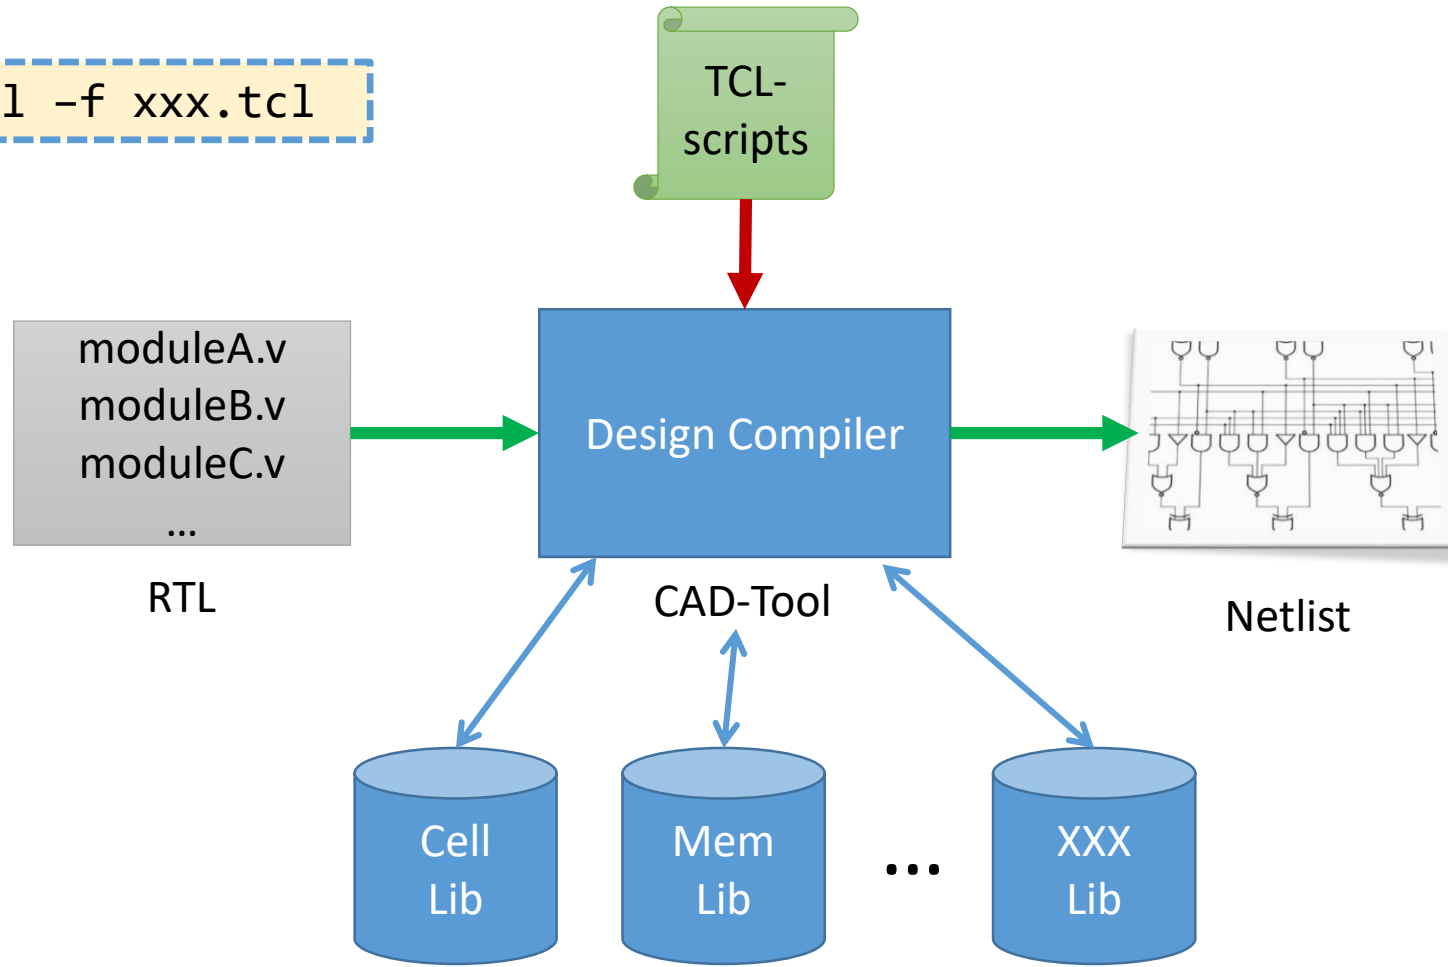 l –f xxx.tcl
TCL-
scripts
moduleA.v
moduleB.v
moduleC.v
...
RTL
Design Compiler
CAD-Tool
Netlist
Cell
Lib
Mem
Lib
...
XXX
Lib